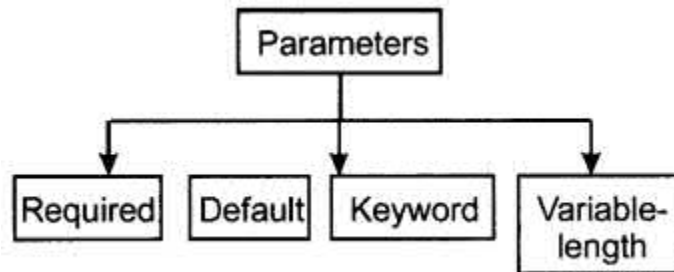 Parameters
Required
Default
Keyword
Variable-
length